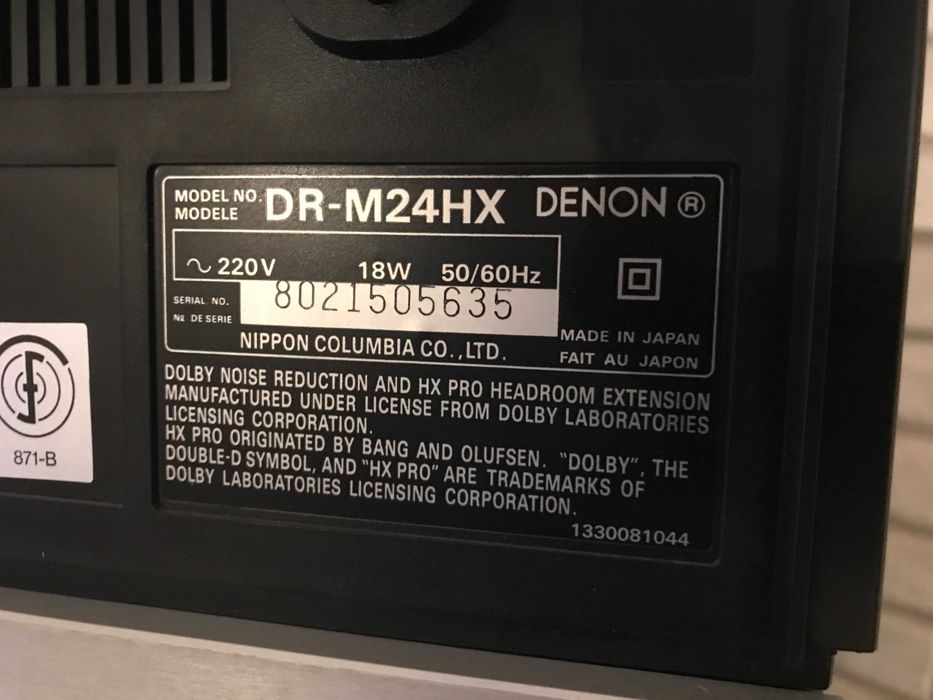 MODEL NO. DR-M24HX DENON ®
MODELE
~ 220V 18W 50/60Hz
SERIAL NO. 8021505635
Nº DE SERIE
NIPPON COLUMBIA CO.,LTD.
MADE IN JAPAN
FAIT AU JAPON
DOLBY NOISE REDUCTION AND HX PRO HEADROOM EXTENSION
MANUFACTURED UNDER LICENSE FROM DOLBY LABORATORIES
LICENSING CORPORATION.
HX PRO ORIGINATED BY BANG AND OLUFSEN. "DOLBY", THE
DOUBLE-D SYMBOL, AND "HX PRO" ARE TRADEMARKS OF
DOLBY LABORATORIES LICENSING CORPORATION.
1330081044
871-B